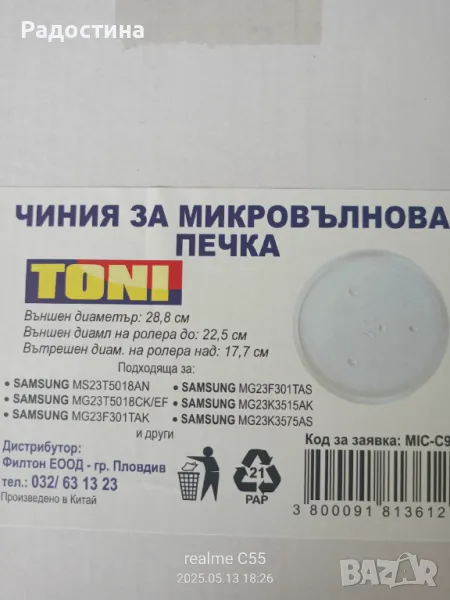 Радостина
ЧИНИЯ ЗА МИКРОВЪЛНОВА
ПЕЧКА
TONI
Външен диаметър: 28,8 см
Външен диамл на ролера до: 22,5 см
Вътрешен диам. на ролера над: 17,7 см
Подходяща за:
• SAMSUNG MS23T5018AN
• SAMSUNG MG23T5018CK/EF
• SAMSUNG MG23F301TAK
• SAMSUNG MG23F301TAS
• SAMSUNG MG23K3515AK
• SAMSUNG MG23K3575AS
и други
Код за заявка: MIC-C9
Дистрибутор:
Филтон ЕООД - гр. Пловдив
тел.: 032/ 63 13 23
Произведено в Китай
21
PAP
3 800091 813612
realme C55
2025.05.13 18:26
bazar